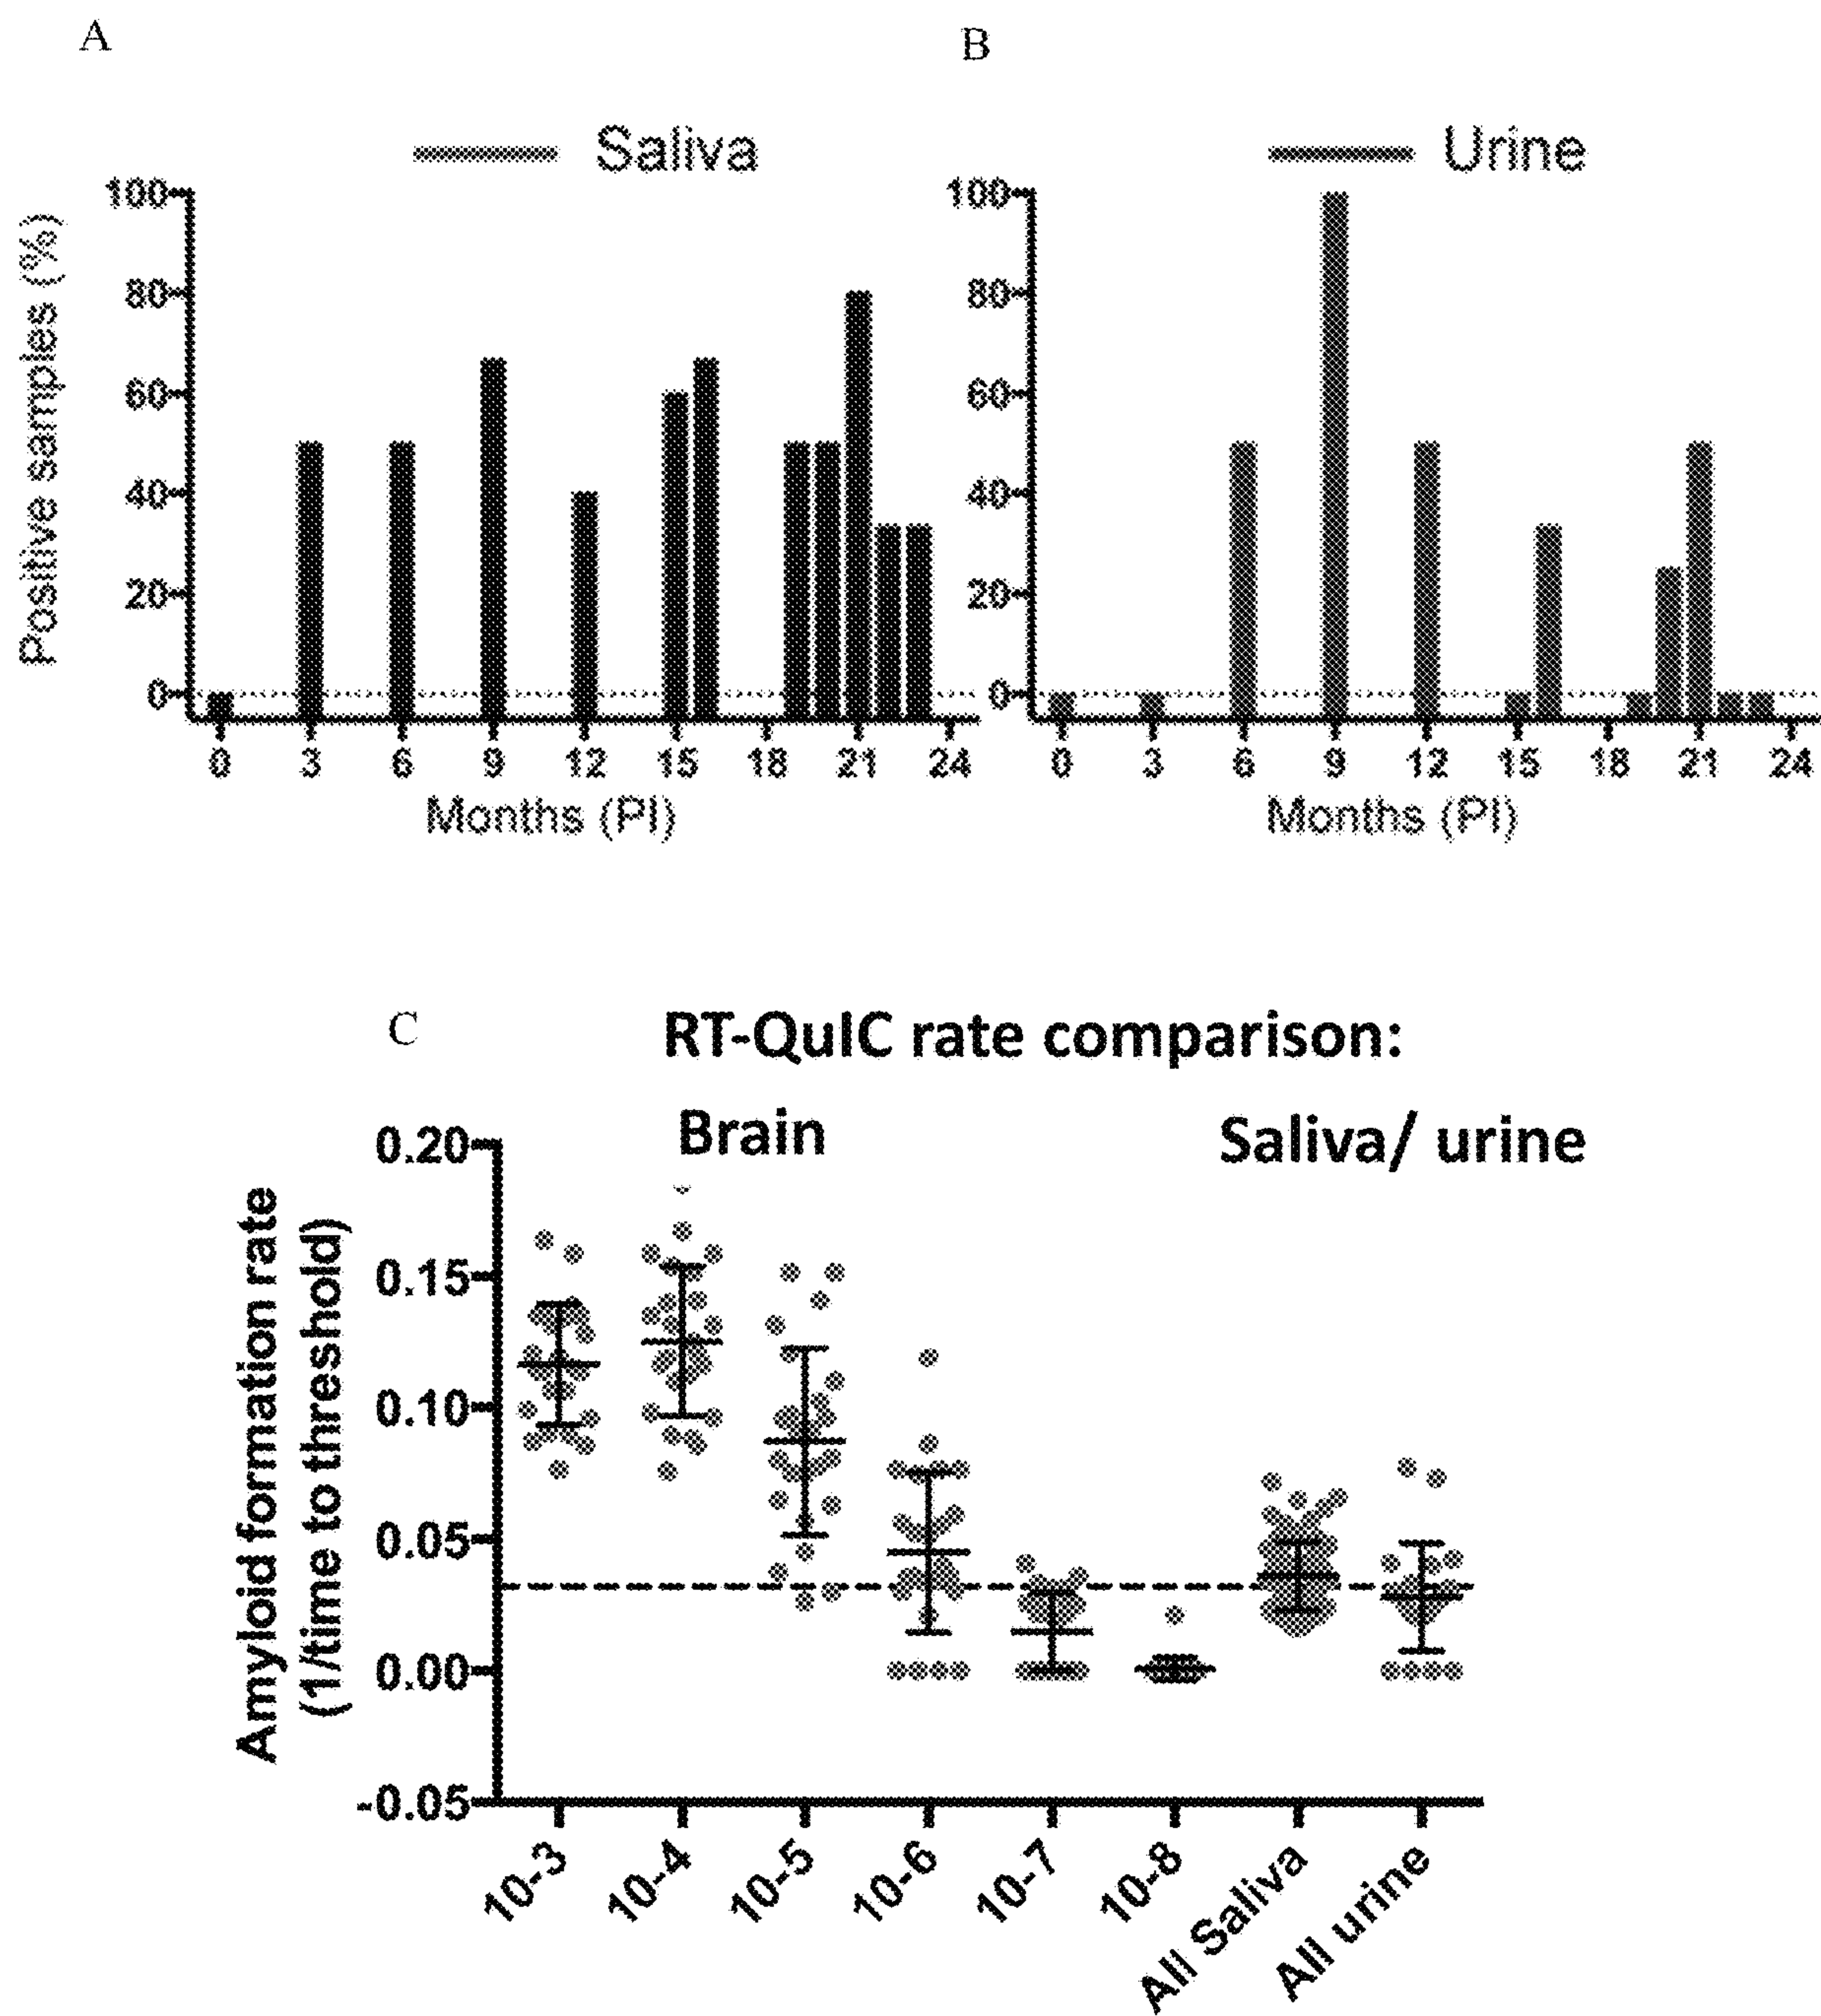 A
B
Saliva
Urine
Positive samples (%)
100
80
60
40
20
0
0 3 6 9 12 15 18 21 24
Months (PI)
100
80
60
40
20
0
0 3 6 9 12 15 18 21 24
Months (PI)
C
RT-QuIC rate comparison:
Brain
Saliva/ urine
Amyloid formation rate
(1/time to threshold)
0.20
0.15
0.10
0.05
0.00
-0.05
10-3
10-4
10-5
10-6
10-7
10-8
All Saliva
All urine